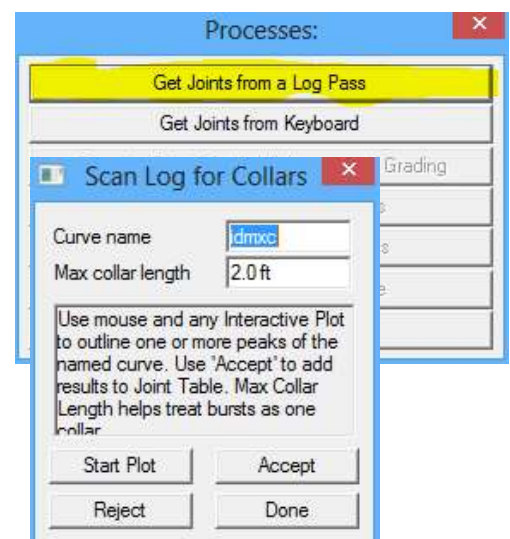 Processes:
Get Joints from a Log Pass
Get Joints from Keyboard
Grading
Scan Log for Collars
Curve name idmxc
Max collar length 2.0 ft
Use mouse and any Interactive Plot
to outline one or more peaks of the
named curve. Use "Accept" to add
results to Joint Table. Max Collar
Length helps treat bursts as one
collar
Start Plot Accept
Reject Done